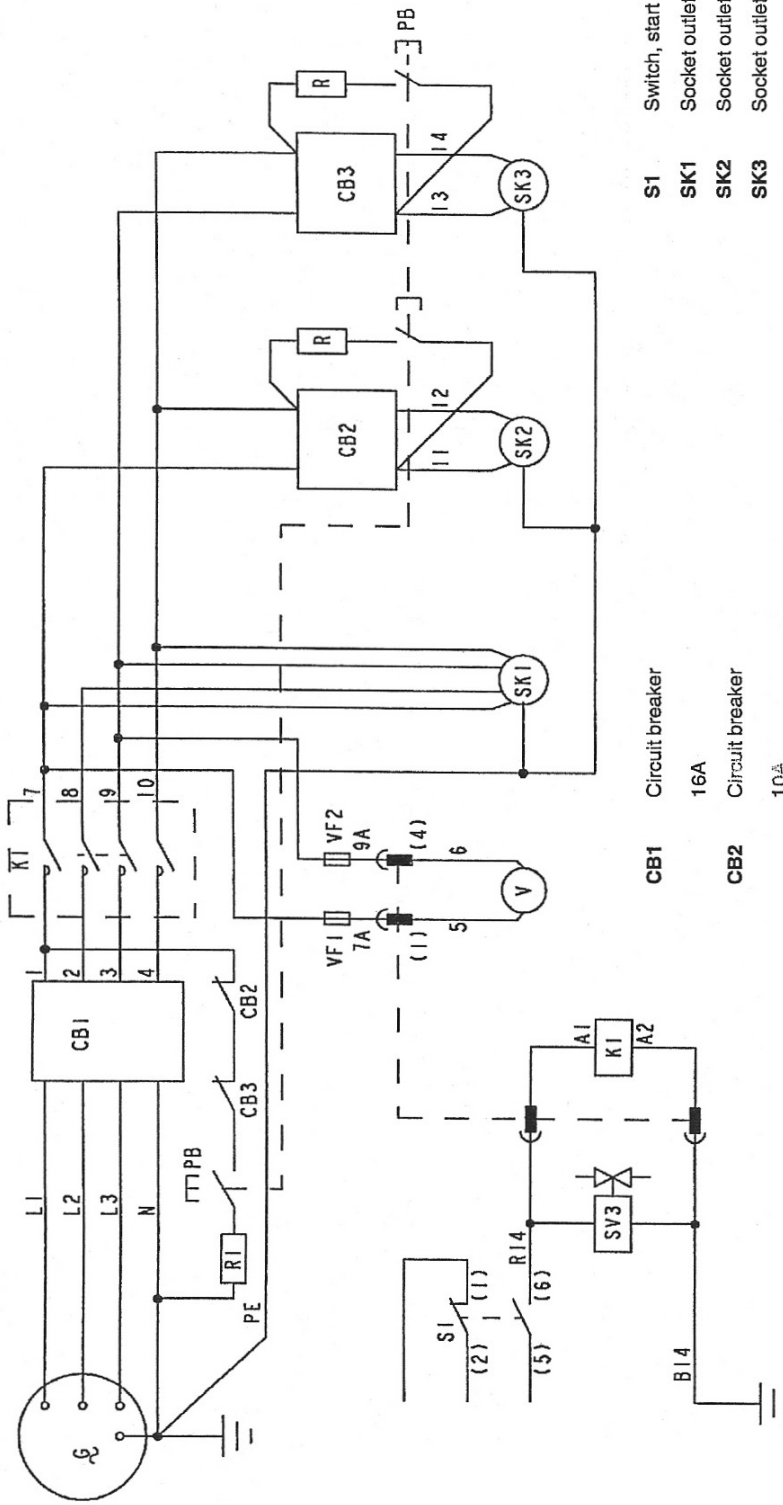 G
L1
L2
L3
N
PE
CB1
1
2
3
4
K1
7
8
9
10
R1
PB
CB3
CB2
VF1
7A
(1)
5
VF2
9A
(4)
6
V
SK1
CB2
R
11
12
SK2
CB3
R
13
14
SK3
PB
S1
(2)
(1)
(5)
(6)
R14
B14
SV3
A1
K1
A2
CB1 Circuit breaker
16A
CB2 Circuit breaker
10A
S1 Switch, start
SK1 Socket outlet
SK2 Socket outlet
SK3 Socket outlet